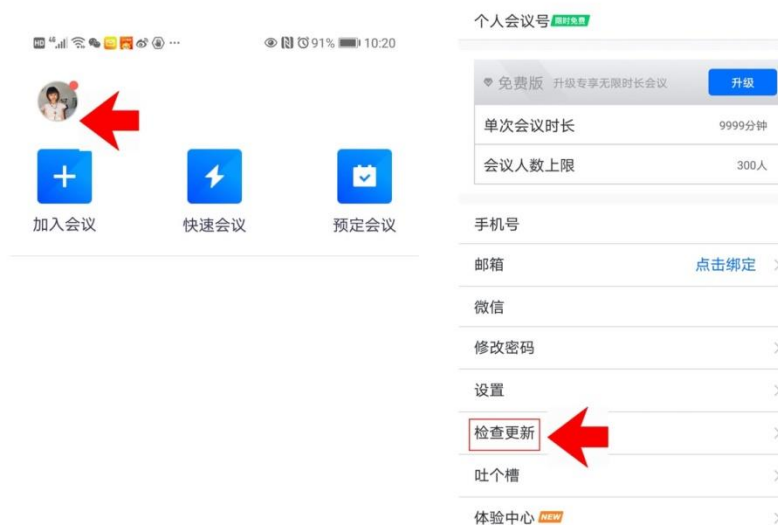 HD 46 91% 10:20
加入会议 快速会议 预定会议
个人会议号 限时免费
免费版 升级专享无限时长会议 升级
单次会议时长 9999分钟
会议人数上限 300人
手机号
邮箱 点击绑定
微信
修改密码
设置
检查更新
吐个槽
体验中心 NEW